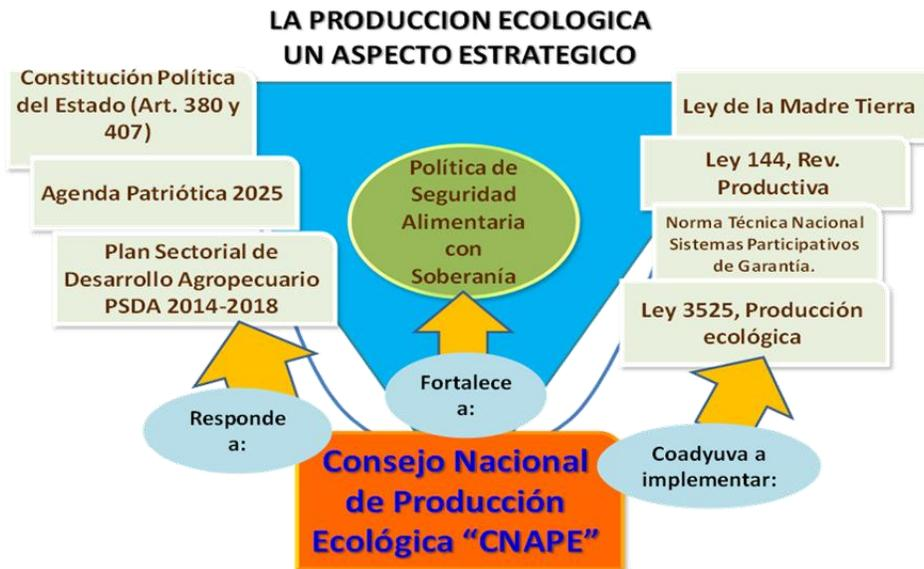 LA PRODUCCION ECOLOGICA
UN ASPECTO ESTRATEGICO
Constitución Política
del Estado (Art. 380 y
407)
Agenda Patriótica 2025
Plan Sectorial de
Desarrollo Agropecuario
PSDA 2014-2018
Política de
Seguridad
Alimentaria
con
Soberanía
Ley de la Madre Tierra
Ley 144, Rev.
Productiva
Norma Técnica Nacional
Sistemas Participativos
de Garantía.
Ley 3525, Producción
ecológica
Responde
a:
Fortalece
a:
Coadyuva a
implementar:
Consejo Nacional
de Producción
Ecológica “CNAPE”